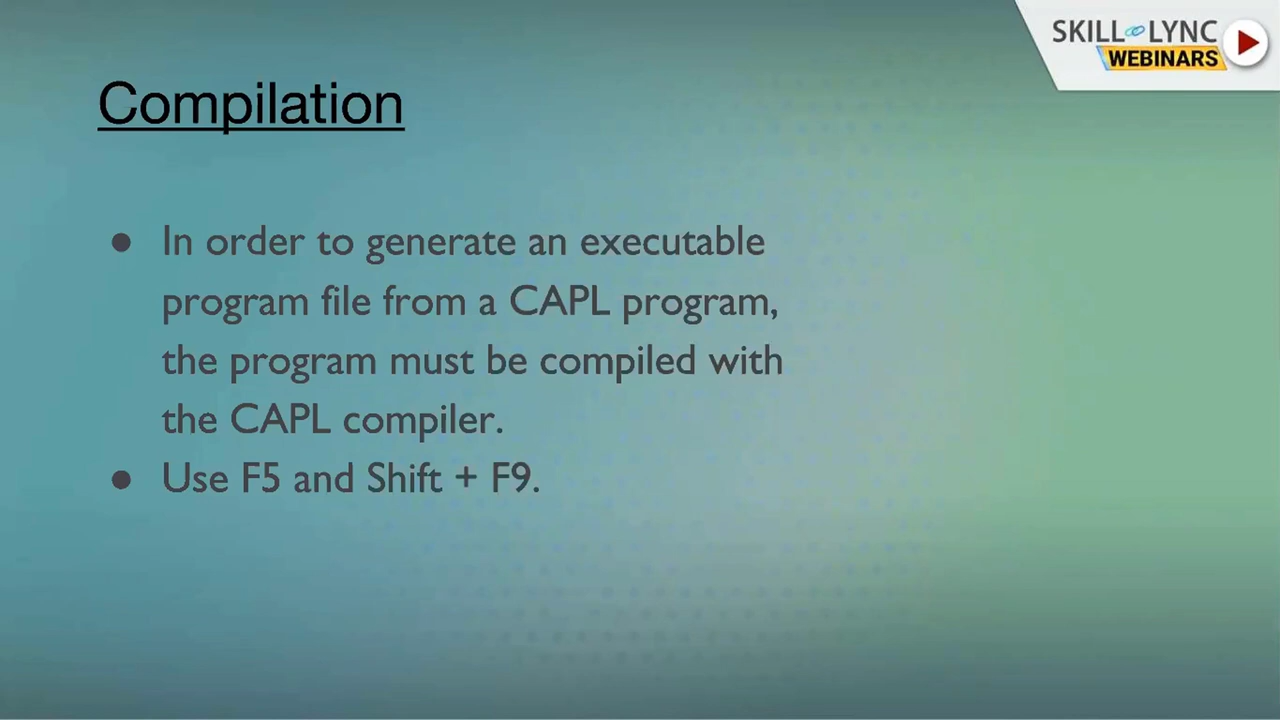 SKILL LYNC
WEBINARS
Compilation
● In order to generate an executable
program file from a CAPL program,
the program must be compiled with
the CAPL compiler.
● Use F5 and Shift + F9.